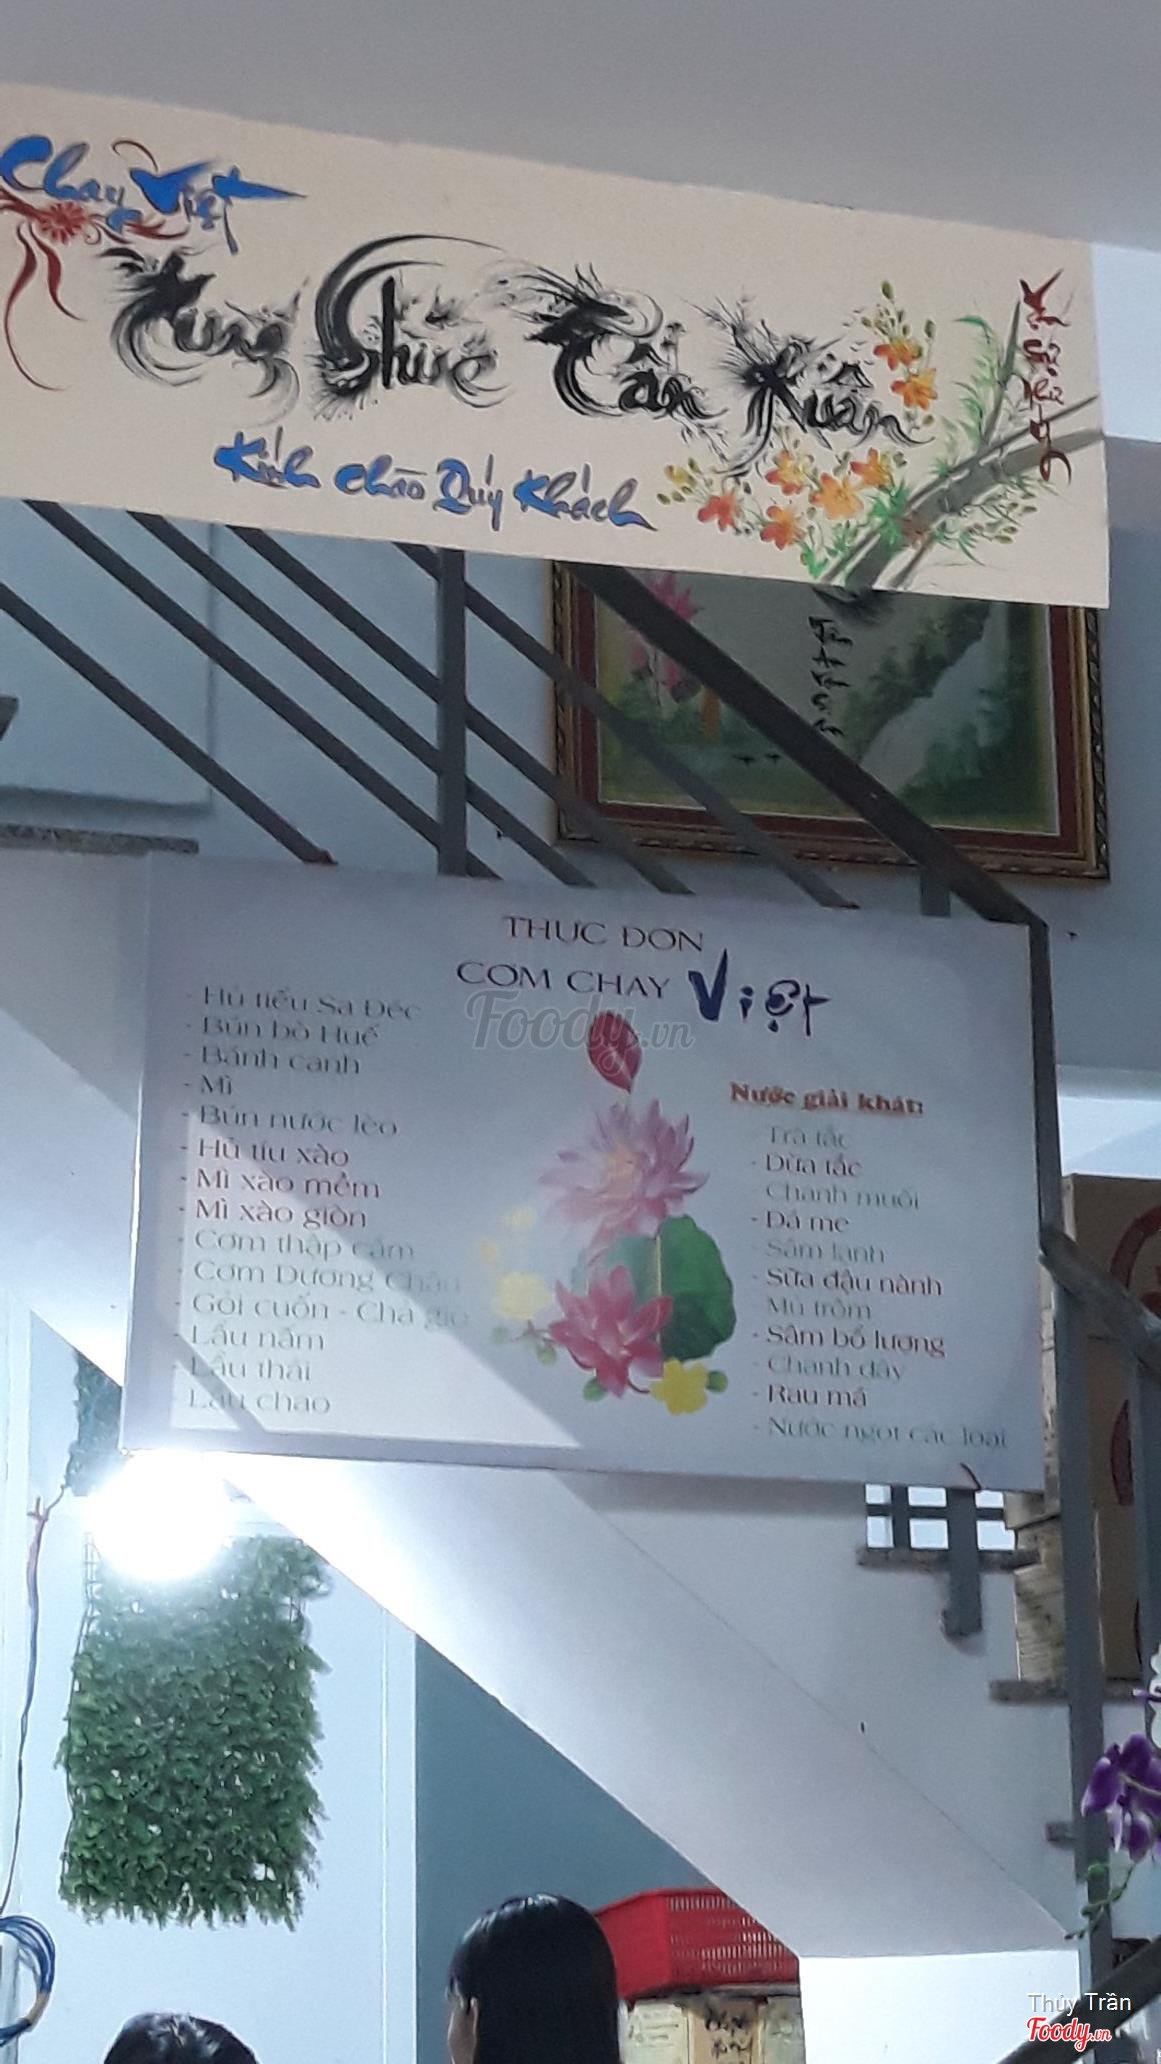 Chay Việt
Cung Chúc Tân Xuân
Kính chào Quý Khách
Vạn sự như ý
THỰC ĐƠN
CƠM CHAY Việt
- Hủ tiếu Sa Đéc
- Bún bò Huế
- Bánh canh
- Mì
- Bún nước lèo
- Hủ tíu xào
- Mì xào mềm
- Mì xào giòn
- Cơm thập cẩm
- Cơm Dương Châu
- Gỏi cuốn - Chả giò
- Lẩu nấm
- Lẩu thái
- Lẩu chao
Nước giải khát:
- Trà tắc
- Dừa tắc
- Chanh muối
- Đá me
- Sâm lạnh
- Sữa đậu nành
- Mủ trôm
- Sâm bổ lượng
- Chanh dây
- Rau má
- Nước ngọt các loại
Foody.vn
Thủy Trần
Foody.vn